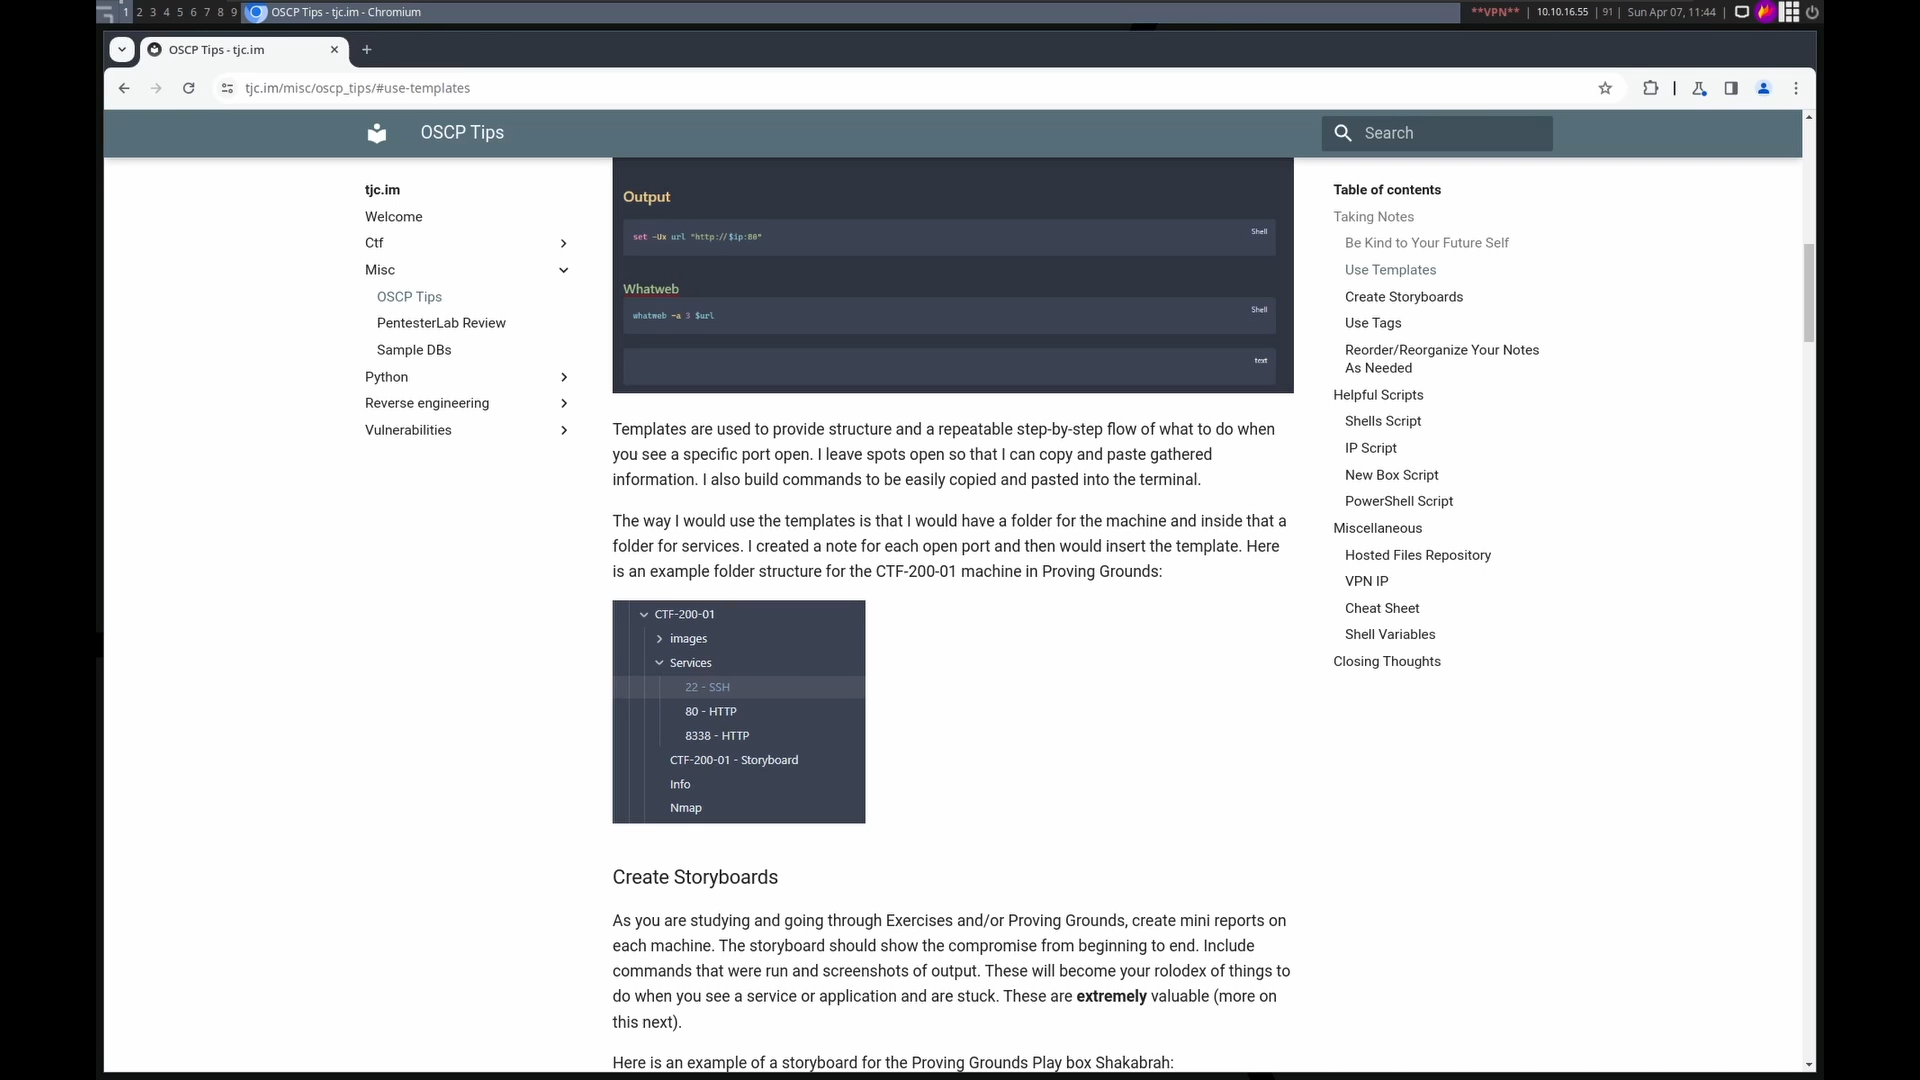 1 2 3 4 5 6 7 8 9 OSCP Tips - tjc.im - Chromium
**VPN** | 10.10.16.55 | 91 | Sun Apr 07, 11:44 |
OSCP Tips - tjc.im
tjc.im/misc/oscp_tips/#use-templates
OSCP Tips
Search
tjc.im
Welcome
Ctf
Misc
OSCP Tips
PentesterLab Review
Sample DBs
Python
Reverse engineering
Vulnerabilities
Output
set -Ux url "http://$ip:80"
Shell
Whatweb
whatweb -a 3 $url
Shell
text
Templates are used to provide structure and a repeatable step-by-step flow of what to do when
you see a specific port open. I leave spots open so that I can copy and paste gathered
information. I also build commands to be easily copied and pasted into the terminal.
The way I would use the templates is that I would have a folder for the machine and inside that a
folder for services. I created a note for each open port and then would insert the template. Here
is an example folder structure for the CTF-200-01 machine in Proving Grounds:
CTF-200-01
images
Services
22 - SSH
80 - HTTP
8338 - HTTP
CTF-200-01 - Storyboard
Info
Nmap
Create Storyboards
As you are studying and going through Exercises and/or Proving Grounds, create mini reports on
each machine. The storyboard should show the compromise from beginning to end. Include
commands that were run and screenshots of output. These will become your rolodex of things to
do when you see a service or application and are stuck. These are extremely valuable (more on
this next).
Here is an example of a storyboard for the Proving Grounds Play box Shakabrah:
Table of contents
Taking Notes
Be Kind to Your Future Self
Use Templates
Create Storyboards
Use Tags
Reorder/Reorganize Your Notes
As Needed
Helpful Scripts
Shells Script
IP Script
New Box Script
PowerShell Script
Miscellaneous
Hosted Files Repository
VPN IP
Cheat Sheet
Shell Variables
Closing Thoughts